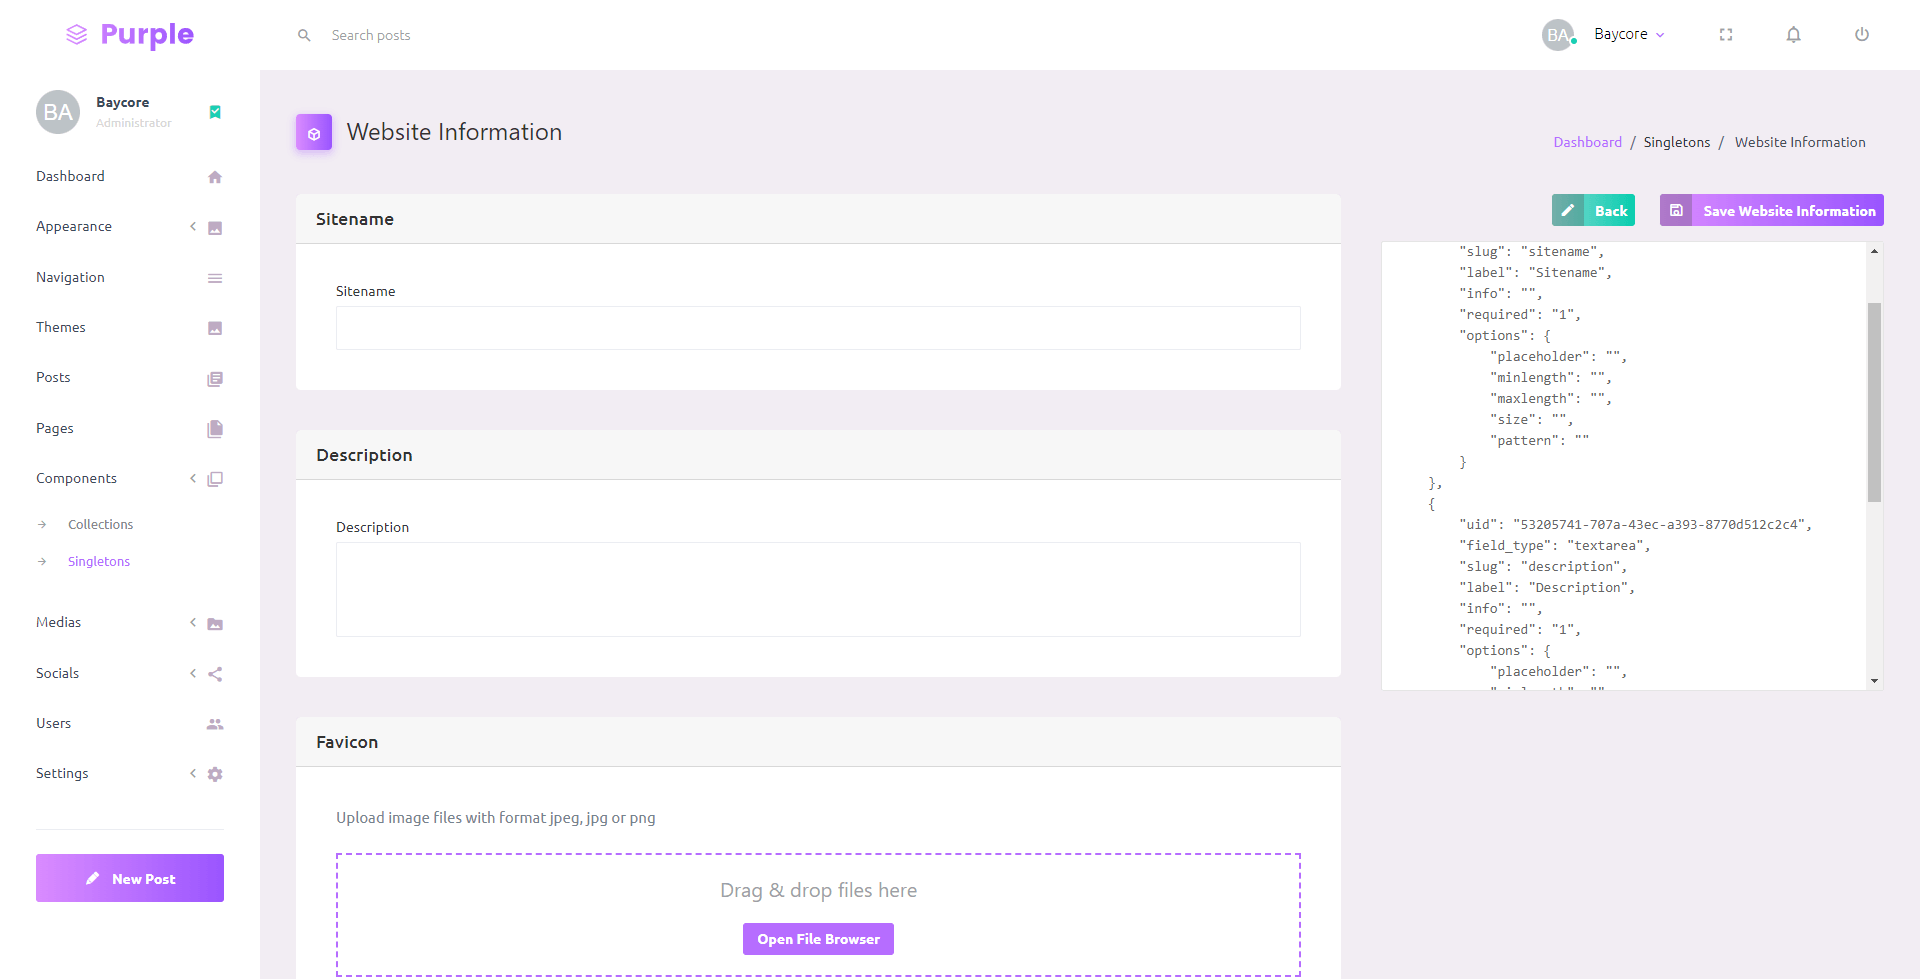 Purple
Search posts
BA
Baycore
BA
Baycore
Administrator
Dashboard
Appearance
Navigation
Themes
Posts
Pages
Components
Collections
Singletons
Medias
Socials
Users
Settings
New Post
Website Information
Dashboard / Singletons / Website Information
Back
Save Website Information
Sitename
Sitename
Description
Description
Favicon
Upload image files with format jpeg, jpg or png
Drag & drop files here
Open File Browser
"slug": "sitename",
"label": "Sitename",
"info": "",
"required": "1",
"options": {
"placeholder": "",
"minlength": "",
"maxlength": "",
"size": "",
"pattern": ""
}
},
{
"uid": "53205741-707a-43ec-a393-8770d512c2c4",
"field_type": "textarea",
"slug": "description",
"label": "Description",
"info": "",
"required": "1",
"options": {
"placeholder": "",